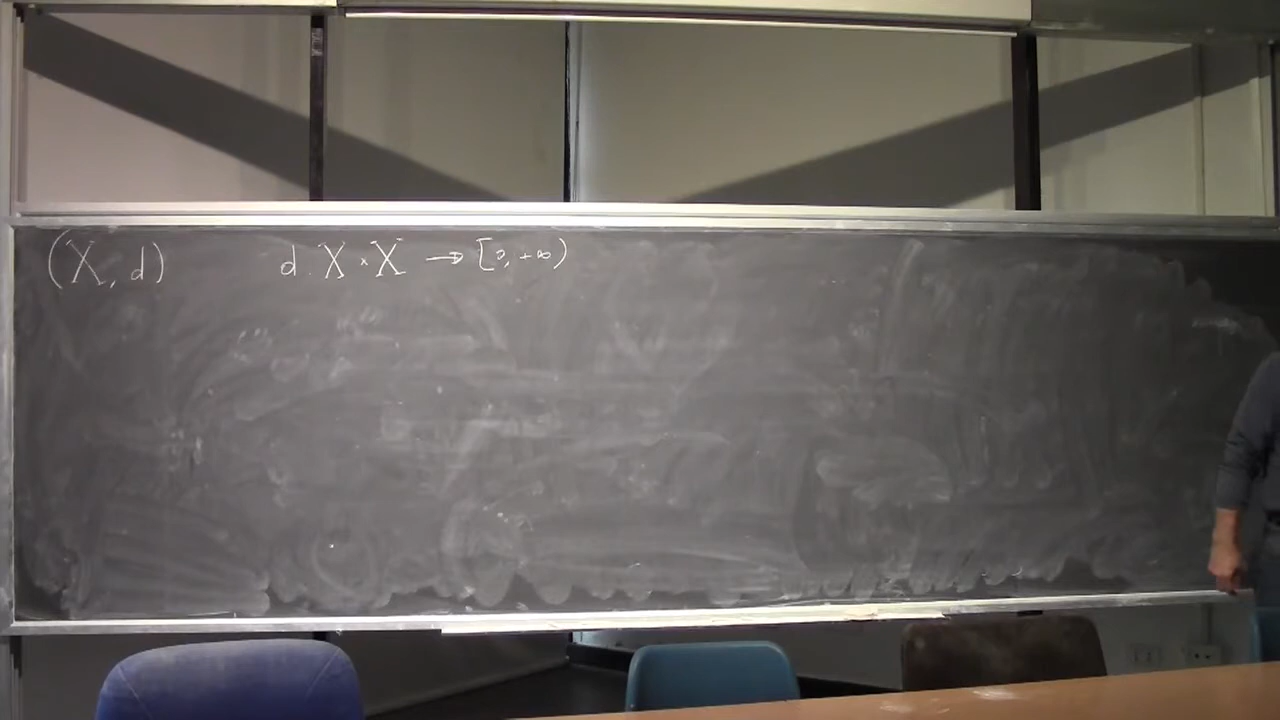 (X, d) d. X × X → [0, +∞)